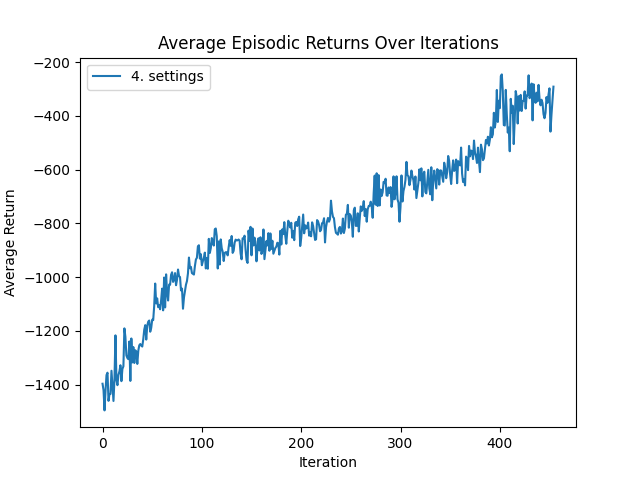 Average Episodic Returns Over Iterations
4. settings
Average Return
−200
−400
−600
−800
−1000
−1200
−1400
0 100 200 300 400
Iteration